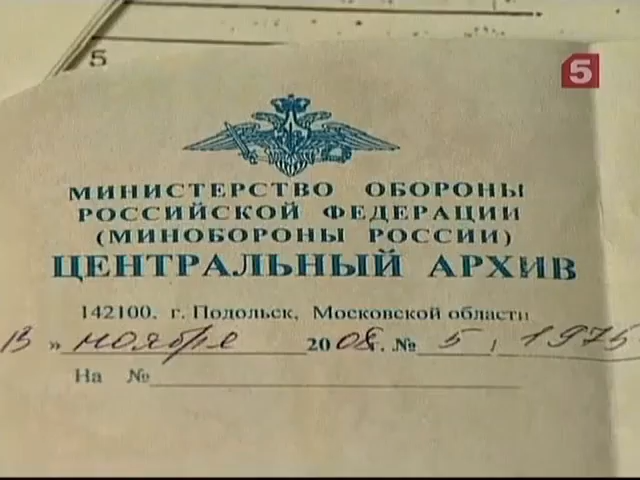 5
5
МИНИСТЕРСТВО ОБОРОНЫ
РОССИЙСКОЙ ФЕДЕРАЦИИ
(МИНОБОРОНЫ РОССИИ)
ЦЕНТРАЛЬНЫЙ АРХИВ
142100, г. Подольск, Московской области
13 » ноября 2008 г. № 5, 1975
На №